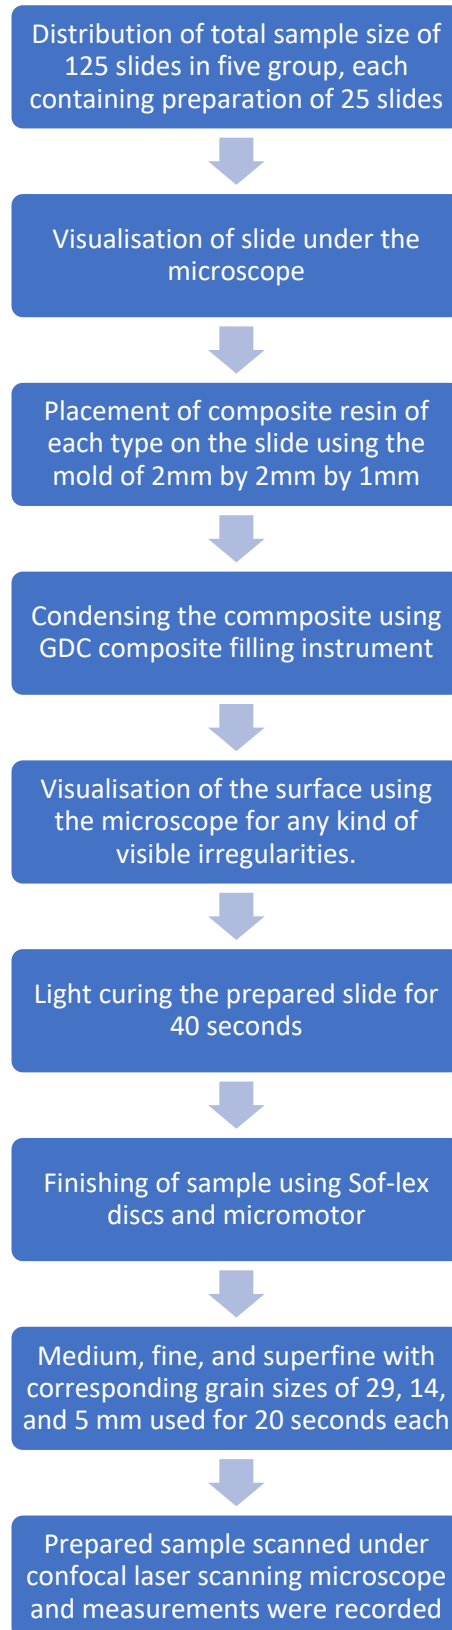 Distribution of total sample size of
125 slides in five group, each
containing preparation of 25 slides
Visualisation of slide under the
microscope
Placement of composite resin of
each type on the slide using the
mold of 2mm by 2mm by 1mm
Condensing the commposite using
GDC composite filling instrument
Visualisation of the surface using
the microscope for any kind of
visible irregularities.
Light curing the prepared slide for
40 seconds
Finishing of sample using Sof-lex
discs and micromotor
Medium, fine, and superfine with
corresponding grain sizes of 29, 14,
and 5 mm used for 20 seconds each
Prepared sample scanned under
confocal laser scanning microscope
and measurements were recorded